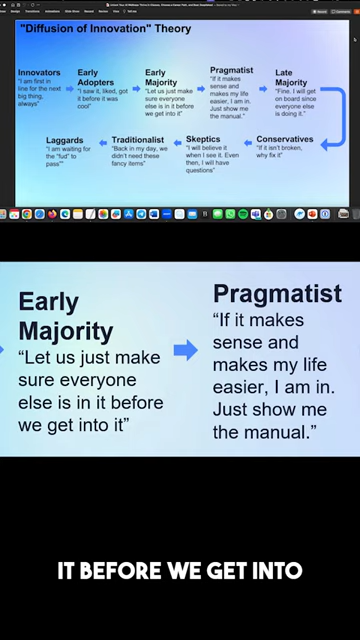 "Diffusion of Innovation" Theory
Innovators
"I am first in
line for the next
big thing,
always"
Early
Adopters
"I saw it, liked, got
it before it was
cool"
Early
Majority
"Let us just make
sure everyone
else is in it before
we get into it"
Pragmatist
"If it makes
sense and
makes my life
easier, I am in.
Just show me
the manual."
Late
Majority
"Fine. I will get
on board since
everyone else
is doing it."
Laggards
"I am waiting for
the "fud" to
pass"
Traditionalist
"Back in my day, we
didn't need these
fancy items"
Skeptics
"I will believe it
when I see it. Even
then, I will have
questions"
Conservatives
"If it isn't broken,
why fix it"
Early
Majority
"Let us just make
sure everyone
else is in it before
we get into it"
Pragmatist
"If it makes
sense and
makes my life
easier, I am in.
Just show me
the manual."
IT BEFORE WE GET INTO